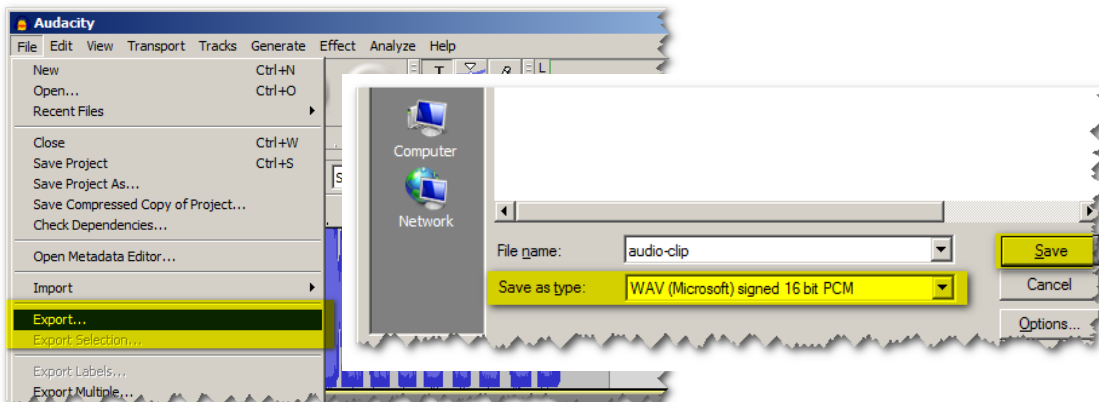 Audacity
File Edit View Transport Tracks Generate Effect Analyze Help
New Ctrl+N
Open... Ctrl+O
Recent Files
Close Ctrl+W
Save Project Ctrl+S
Save Project As...
Save Compressed Copy of Project...
Check Dependencies...
Open Metadata Editor...
Import
Export...
Export Selection...
Export Labels...
Export Multiple...
L
S
Computer
Network
File name: audio-clip Save
Save as type: WAV (Microsoft) signed 16 bit PCM Cancel
Options...